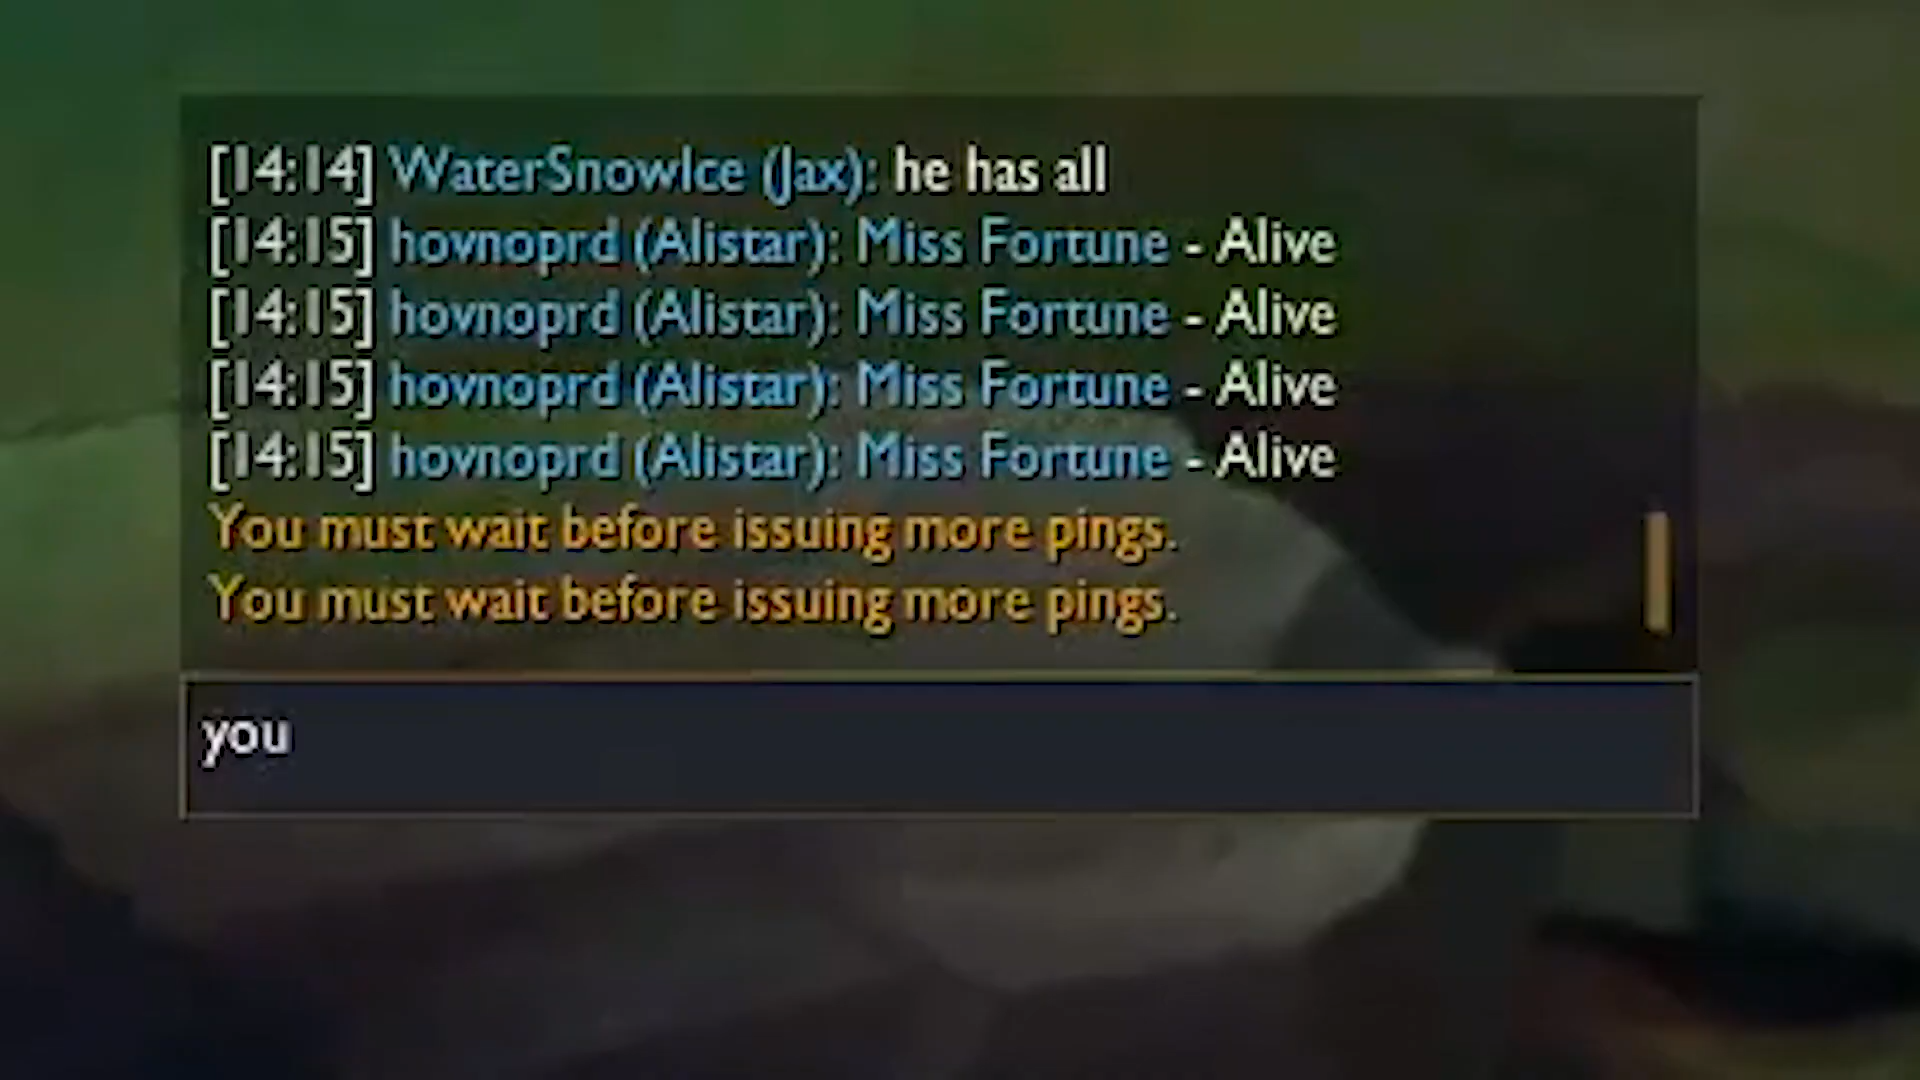 [14:14] WaterSnowIce (Jax): he has all
[14:15] hovnoprd (Alistar): Miss Fortune - Alive
[14:15] hovnoprd (Alistar): Miss Fortune - Alive
[14:15] hovnoprd (Alistar): Miss Fortune - Alive
[14:15] hovnoprd (Alistar): Miss Fortune - Alive
You must wait before issuing more pings.
You must wait before issuing more pings.
you